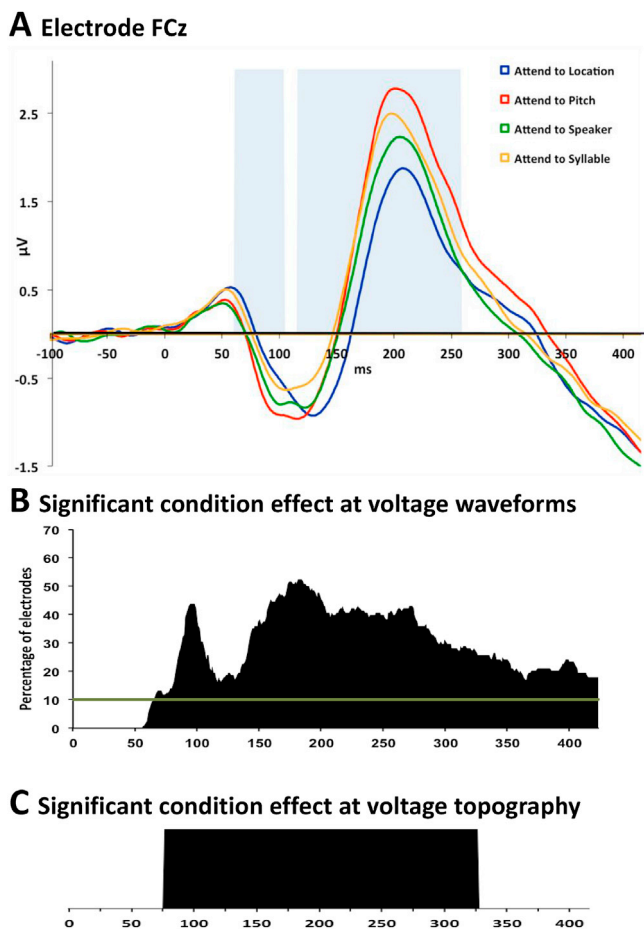 A Electrode FCz
Attend to Location
Attend to Pitch
Attend to Speaker
Attend to Syllable
2.5
1.5
0.5
-0.5
-1.5
µV
-100 -50 0 50 100 150 200 250 300 350 400
ms
B Significant condition effect at voltage waveforms
Percentage of electrodes
70
60
50
40
30
20
10
0
0 50 100 150 200 250 300 350 400
C Significant condition effect at voltage topography
0 50 100 150 200 250 300 350 400